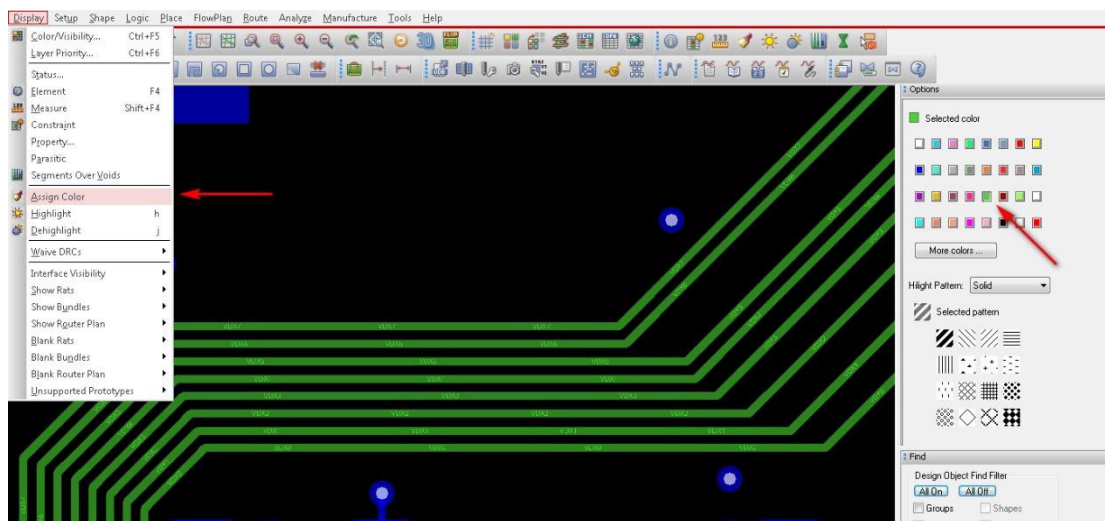 Display Setup Shape Logic Place FlowPlan Route Analyze Manufacture Tools Help
Color/Visibility... Ctrl+F5
Layer Priority... Ctrl+F6
Status...
Element F4
Measure Shift+F4
Constraint
Property...
Parasitic
Segments Over Voids
Assign Color
Highlight h
Dehighlight j
Waive DRCs
Interface Visibility
Show Rats
Show Bundles
Show Router Plan
Blank Rats
Blank Bundles
Blank Router Plan
Unsupported Prototypes
Options
Selected color
More colors ...
Hilight Pattern: Solid
Selected pattern
Find
Design Object Find Filter
All On All Off
Groups Shapes